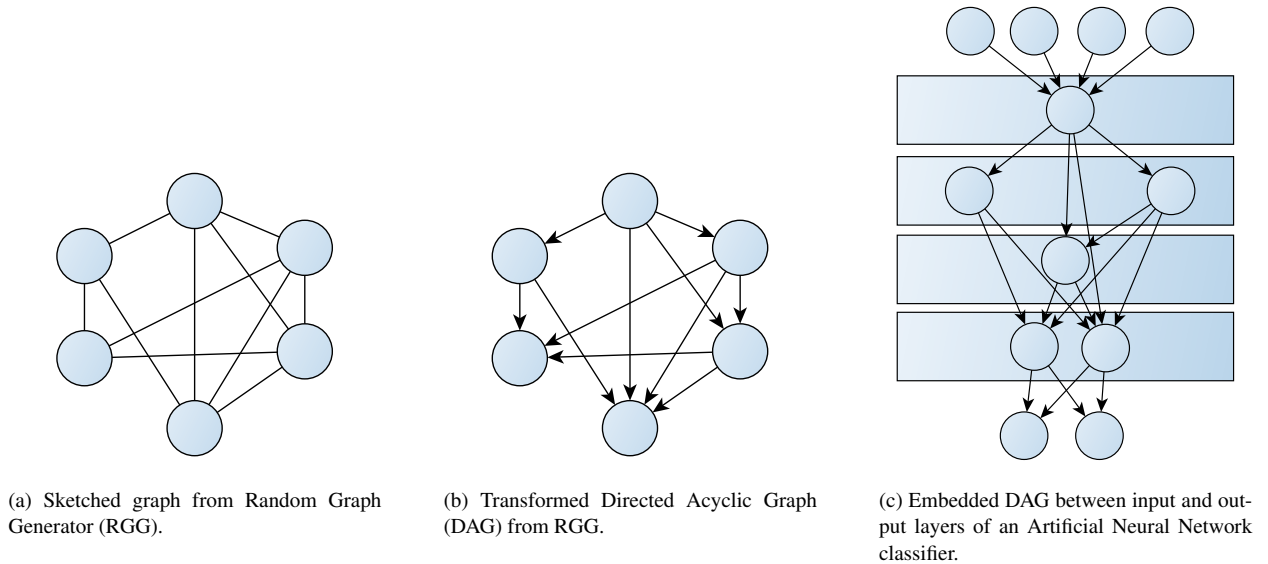 (a) Sketched graph from Random Graph
Generator (RGG).
(b) Transformed Directed Acyclic Graph
(DAG) from RGG.
(c) Embedded DAG between input and out-
put layers of an Artificial Neural Network
classifier.